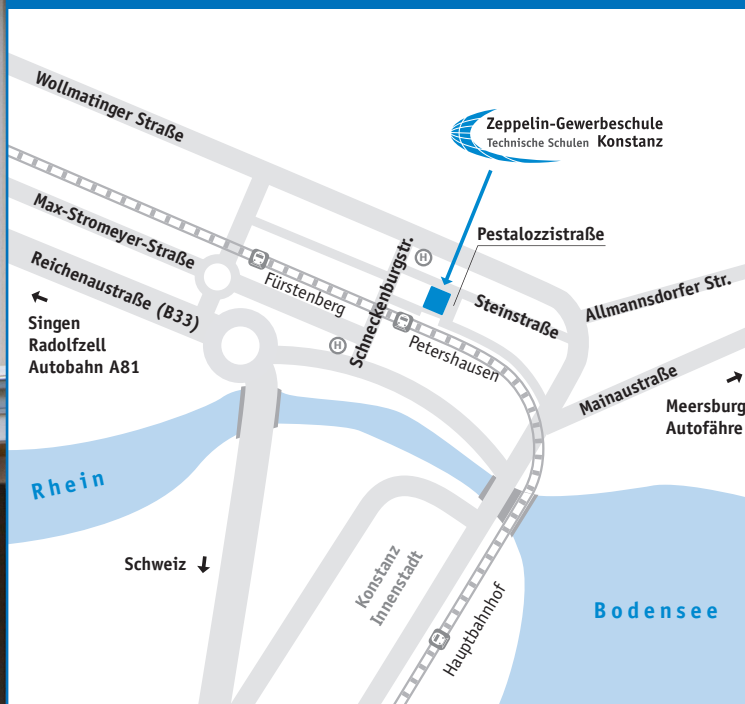 Wollmatinger Straße
Zeppelin-Gewerbeschule
Technische Schulen Konstanz
Max-Stromeyer-Straße
Pestalozzistraße
H
Schneckenburgstr.
Reichenaustraße (B33)
Fürstenberg
Steinstraße
Allmannsdorfer Str.
Singen
Radolfzell
Autobahn A81
H
Petershausen
Mainaustraße
Meersburg
Autofähre
Rhein
Schweiz
Konstanz
Innenstadt
Hauptbahnhof
Bodensee